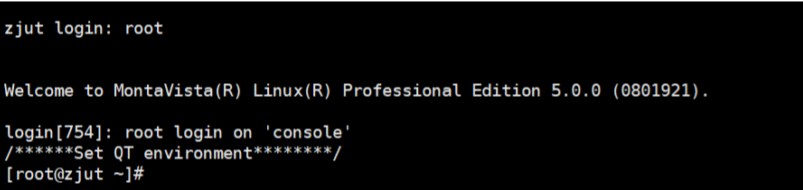 zjut login: root
Welcome to MontaVista(R) Linux(R) Professional Edition 5.0.0 (0801921).
login[754]: root login on 'console'
/******Set QT environment********/
[root@zjut ~]#